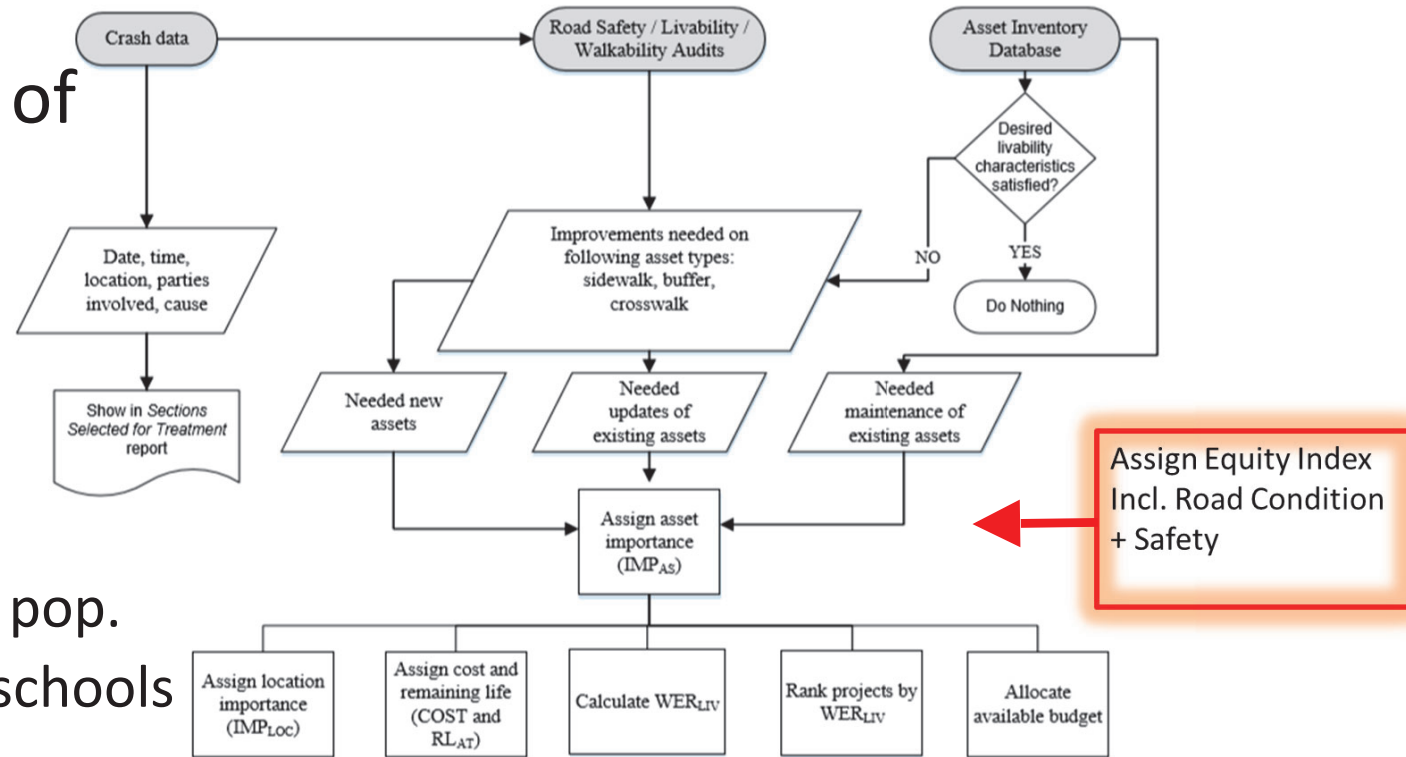 Crash data
Road Safety / Livability /
Walkability Audits
Asset Inventory
Database
of
Desired
livability
characteristics
satisfied?
Date, time,
location, parties
involved, cause
Improvements needed on
following asset types:
sidewalk, buffer,
crosswalk
NO
YES
Do Nothing
Show in Sections
Selected for Treatment
report
Needed new
assets
Needed
updates of
existing assets
Needed
maintenance of
existing assets
Assign Equity Index
Incl. Road Condition
+ Safety
Assign asset
importance
(IMPAS)
pop.
schools
Assign location
importance
(IMPLOC)
Assign cost and
remaining life
(COST and
RLAT)
Calculate WERLIV
Rank projects by
WERLIV
Allocate
available budget